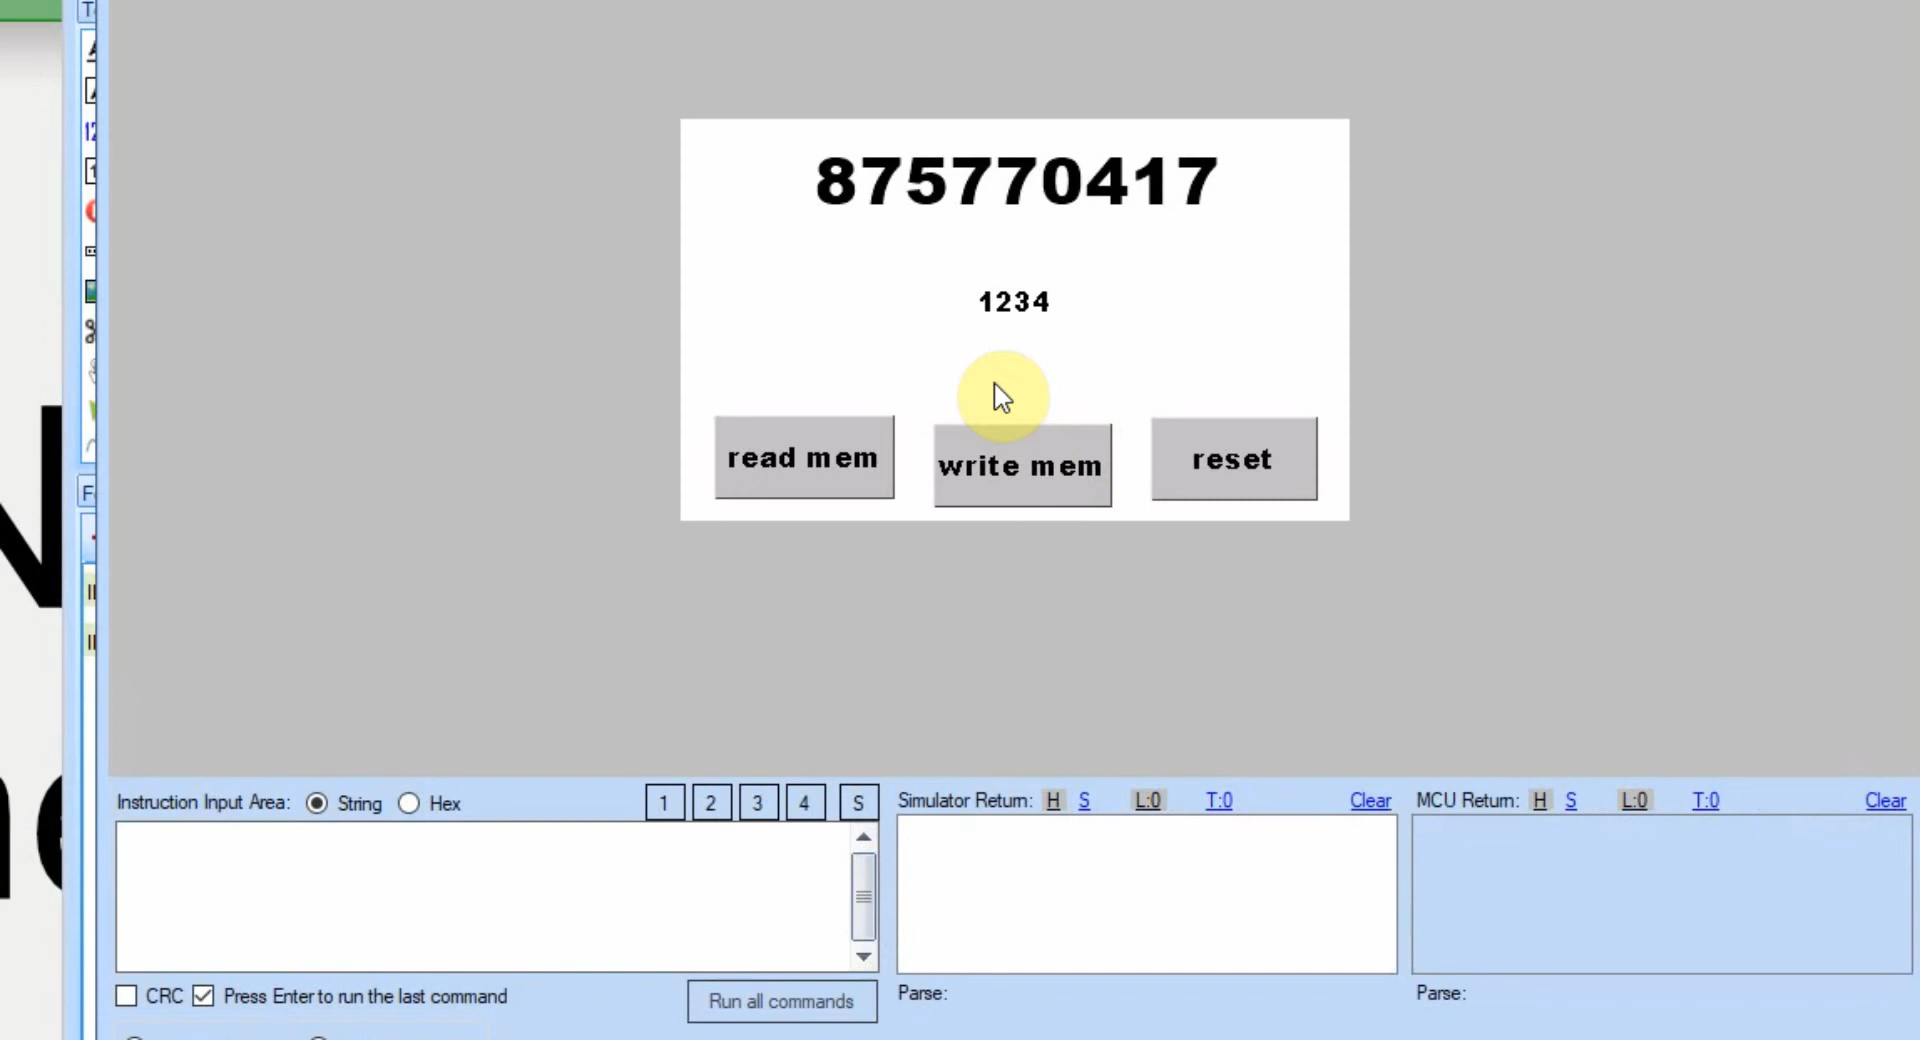 875770417
1234
read mem
write mem
reset
Instruction Input Area: String Hex 1 2 3 4 S
Simulator Return: H S L:0 T:0 Clear
MCU Return: H S L:0 T:0 Clear
CRC Press Enter to run the last command
Run all commands
Parse:
Parse: